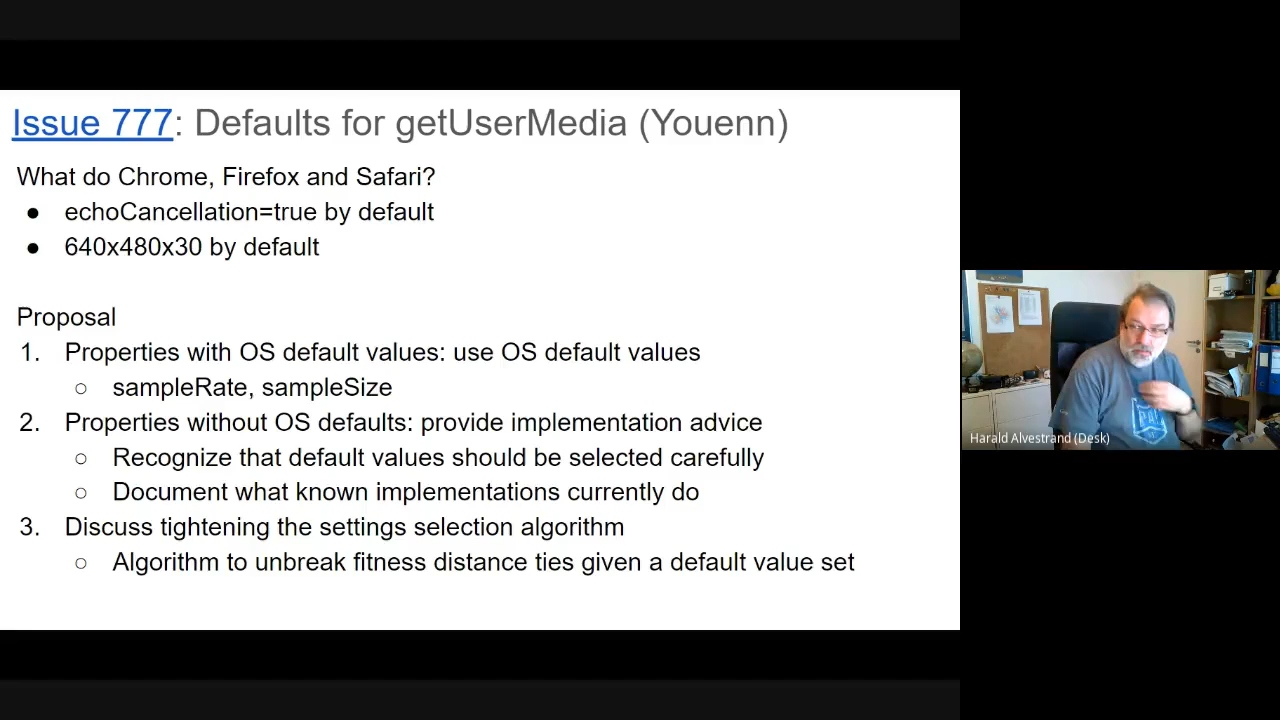 Issue 777: Defaults for getUserMedia (Youenn)
What do Chrome, Firefox and Safari?
● echoCancellation=true by default
● 640x480x30 by default
Proposal
1. Properties with OS default values: use OS default values
○ sampleRate, sampleSize
2. Properties without OS defaults: provide implementation advice
○ Recognize that default values should be selected carefully
○ Document what known implementations currently do
3. Discuss tightening the settings selection algorithm
○ Algorithm to unbreak fitness distance ties given a default value set
Harald Alvestrand (Desk)